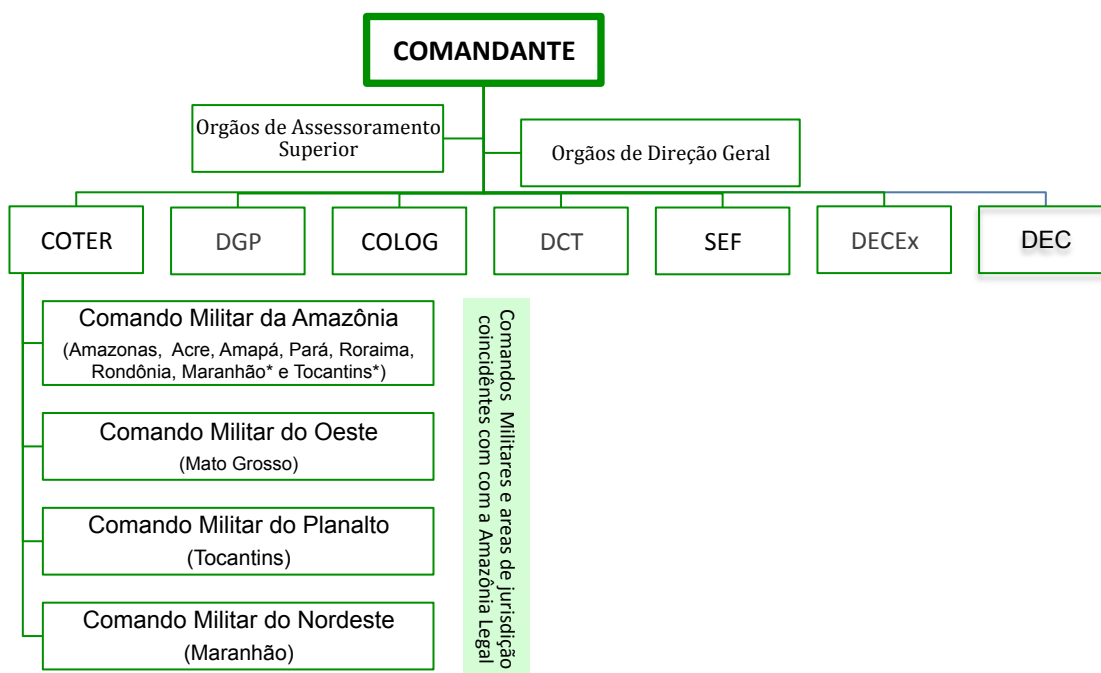 COMANDANTE
Orgãos de Assessoramento
Superior
Orgãos de Direção Geral
COTER
DGP
COLOG
DCT
SEF
DECEx
DEC
Comando Militar da Amazônia
(Amazonas, Acre, Amapá, Pará, Roraima,
Rondônia, Maranhão* e Tocantins*)
Comando Militar do Oeste
(Mato Grosso)
Comando Militar do Planalto
(Tocantins)
Comando Militar do Nordeste
(Maranhão)
Comandos Militares e areas de jurisdição
coincidêntes com com a Amazônia Legal